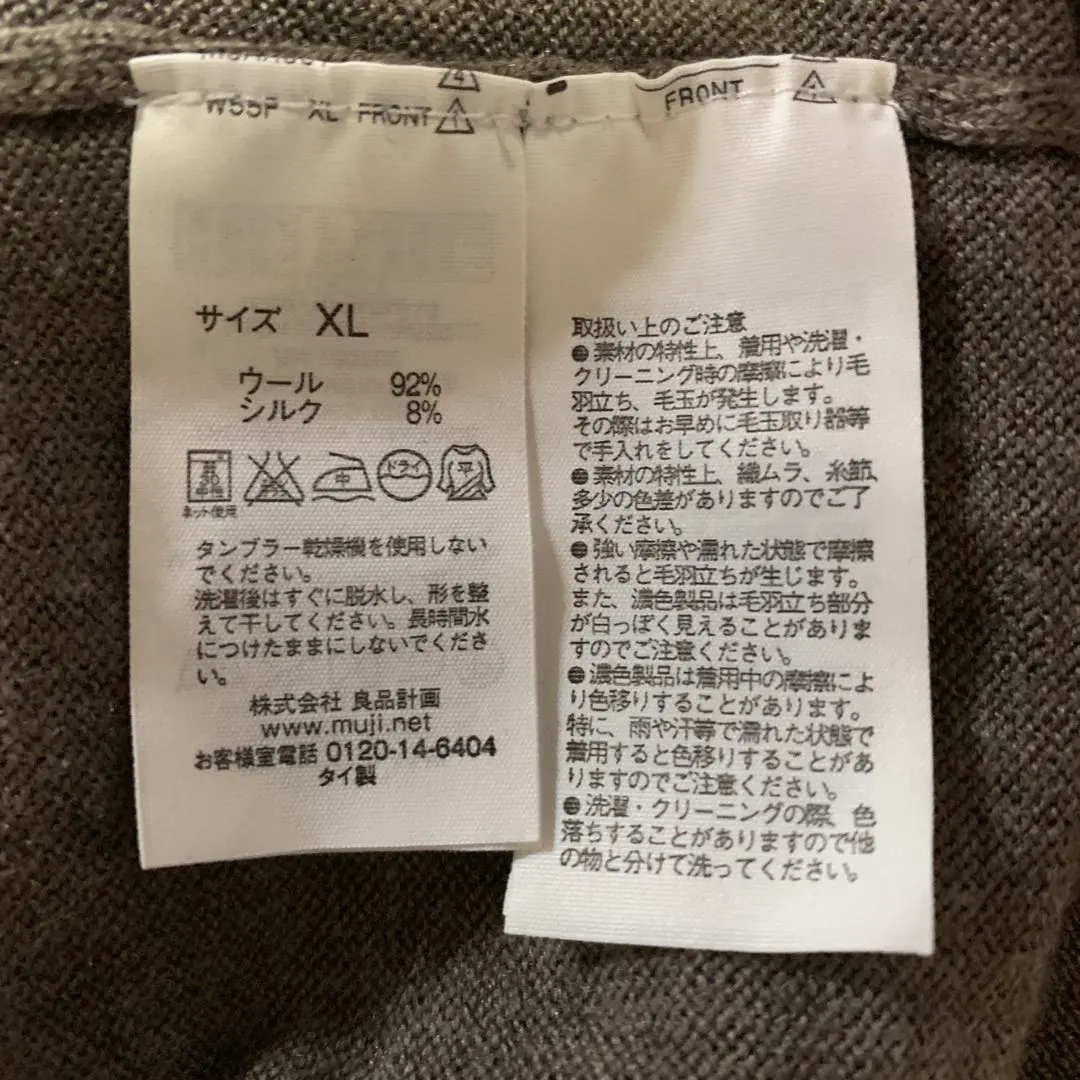 W55P XL FRONT
サイズ XL
ウール 92%
シルク 8%
中
ドライ
平
ネット使用
タンブラー乾燥機を使用しない
でください。
洗濯後はすぐに脱水し、形を整
えて干してください。長時間水
につけたままにしないでくださ
い。
株式会社 良品計画
www.muji.net
お客様室電話 0120-14-6404
タイ製
FRONT
取扱い上のご注意
●素材の特性上、着用や洗濯・
クリーニング時の摩擦により毛
羽立ち、毛玉が発生します。
その際はお早めに毛玉取り器等
で手入れをしてください。
●素材の特性上、織ムラ、糸節、
多少の色差がありますのでご了
承ください。
●強い摩擦や濡れた状態で摩擦
されると毛羽立ちが生じます。
また、濃色製品は毛羽立ち部分
が白っぽく見えることがありま
すのでご注意ください。
●濃色製品は着用中の摩擦によ
り色移りすることがあります。
特に、雨や汗等で濡れた状態で
着用すると色移りすることがあ
りますのでご注意ください。
●洗濯・クリーニングの際、色
落ちすることがありますので他
の物と分けて洗ってください。